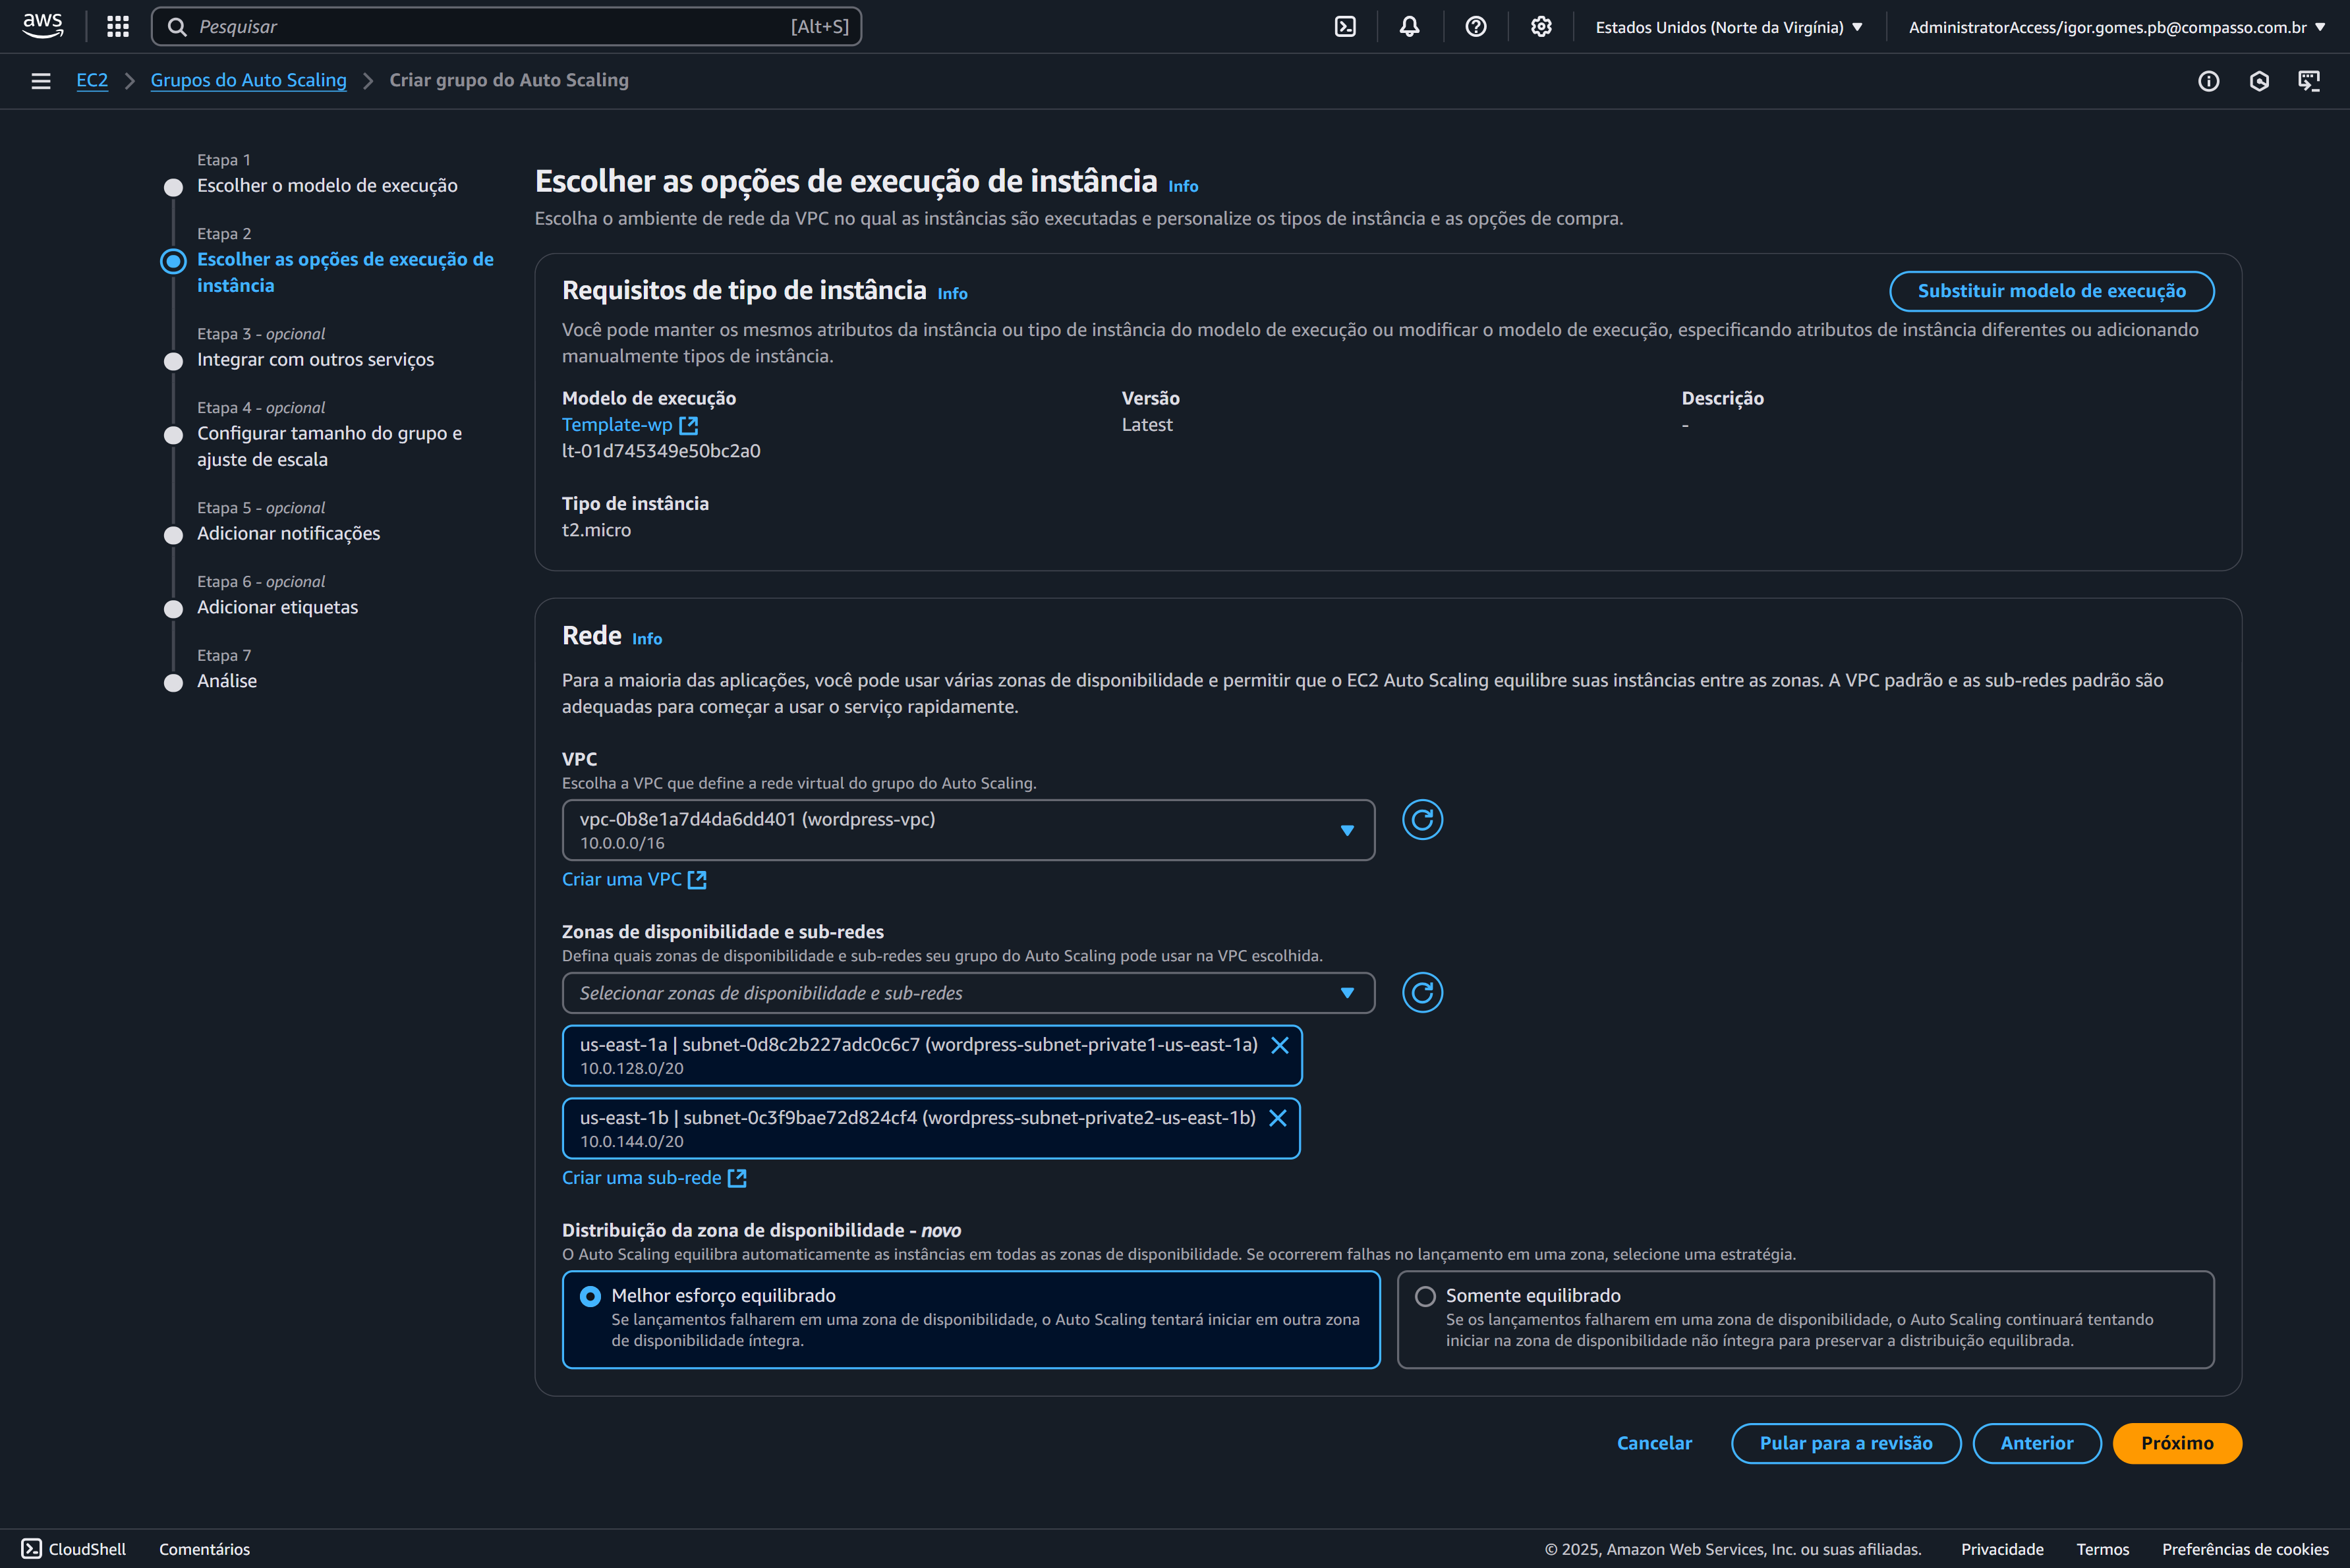 aws
Pesquisar
[Alt+S]
Estados Unidos (Norte da Virgínia)
AdministratorAccess/igor.gomes.pb@compasso.com.br
EC2
Grupos do Auto Scaling
Criar grupo do Auto Scaling
Etapa 1
Escolher o modelo de execução
Etapa 2
Escolher as opções de execução de
instância
Etapa 3 - opcional
Integrar com outros serviços
Etapa 4 - opcional
Configurar tamanho do grupo e
ajuste de escala
Etapa 5 - opcional
Adicionar notificações
Etapa 6 - opcional
Adicionar etiquetas
Etapa 7
Análise
Escolher as opções de execução de instância Info
Escolha o ambiente de rede da VPC no qual as instâncias são executadas e personalize os tipos de instância e as opções de compra.
Requisitos de tipo de instância Info
Substituir modelo de execução
Você pode manter os mesmos atributos da instância ou tipo de instância do modelo de execução ou modificar o modelo de execução, especificando atributos de instância diferentes ou adicionando
manualmente tipos de instância.
Modelo de execução
Template-wp
lt-01d745349e50bc2a0
Versão
Latest
Descrição
-
Tipo de instância
t2.micro
Rede Info
Para a maioria das aplicações, você pode usar várias zonas de disponibilidade e permitir que o EC2 Auto Scaling equilibre suas instâncias entre as zonas. A VPC padrão e as sub-redes padrão são
adequadas para começar a usar o serviço rapidamente.
VPC
Escolha a VPC que define a rede virtual do grupo do Auto Scaling.
vpc-0b8e1a7d4da6dd401 (wordpress-vpc)
10.0.0.0/16
Criar uma VPC
Zonas de disponibilidade e sub-redes
Defina quais zonas de disponibilidade e sub-redes seu grupo do Auto Scaling pode usar na VPC escolhida.
Selecionar zonas de disponibilidade e sub-redes
us-east-1a | subnet-0d8c2b227adc0c6c7 (wordpress-subnet-private1-us-east-1a)
10.0.128.0/20
us-east-1b | subnet-0c3f9bae72d824cf4 (wordpress-subnet-private2-us-east-1b)
10.0.144.0/20
Criar uma sub-rede
Distribuição da zona de disponibilidade - novo
O Auto Scaling equilibra automaticamente as instâncias em todas as zonas de disponibilidade. Se ocorrerem falhas no lançamento em uma zona, selecione uma estratégia.
Melhor esforço equilibrado
Se lançamentos falharem em uma zona de disponibilidade, o Auto Scaling tentará iniciar em outra zona
de disponibilidade íntegra.
Somente equilibrado
Se os lançamentos falharem em uma zona de disponibilidade, o Auto Scaling continuará tentando
iniciar na zona de disponibilidade não íntegra para preservar a distribuição equilibrada.
Cancelar
Pular para a revisão
Anterior
Próximo
CloudShell
Comentários
© 2025, Amazon Web Services, Inc. ou suas afiliadas.
Privacidade
Termos
Preferências de cookies